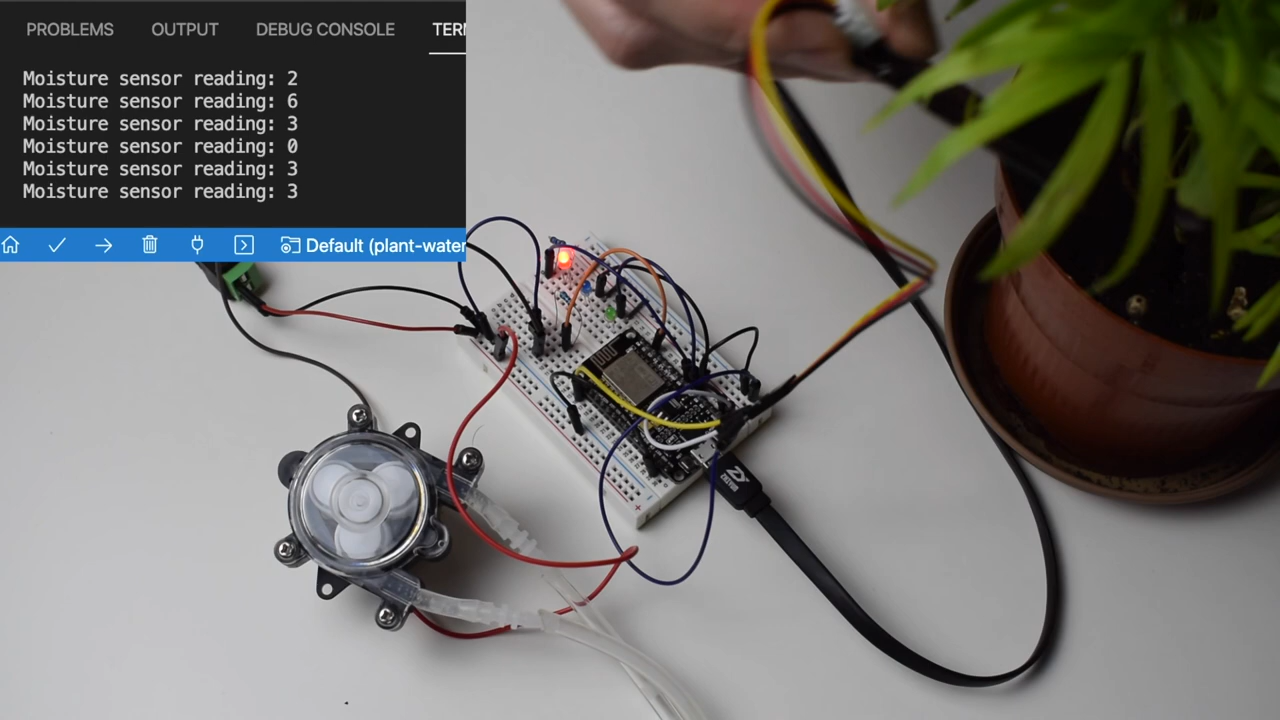 PROBLEMS OUTPUT DEBUG CONSOLE TERM
Moisture sensor reading: 2
Moisture sensor reading: 6
Moisture sensor reading: 3
Moisture sensor reading: 0
Moisture sensor reading: 3
Moisture sensor reading: 3
Default (plant-water